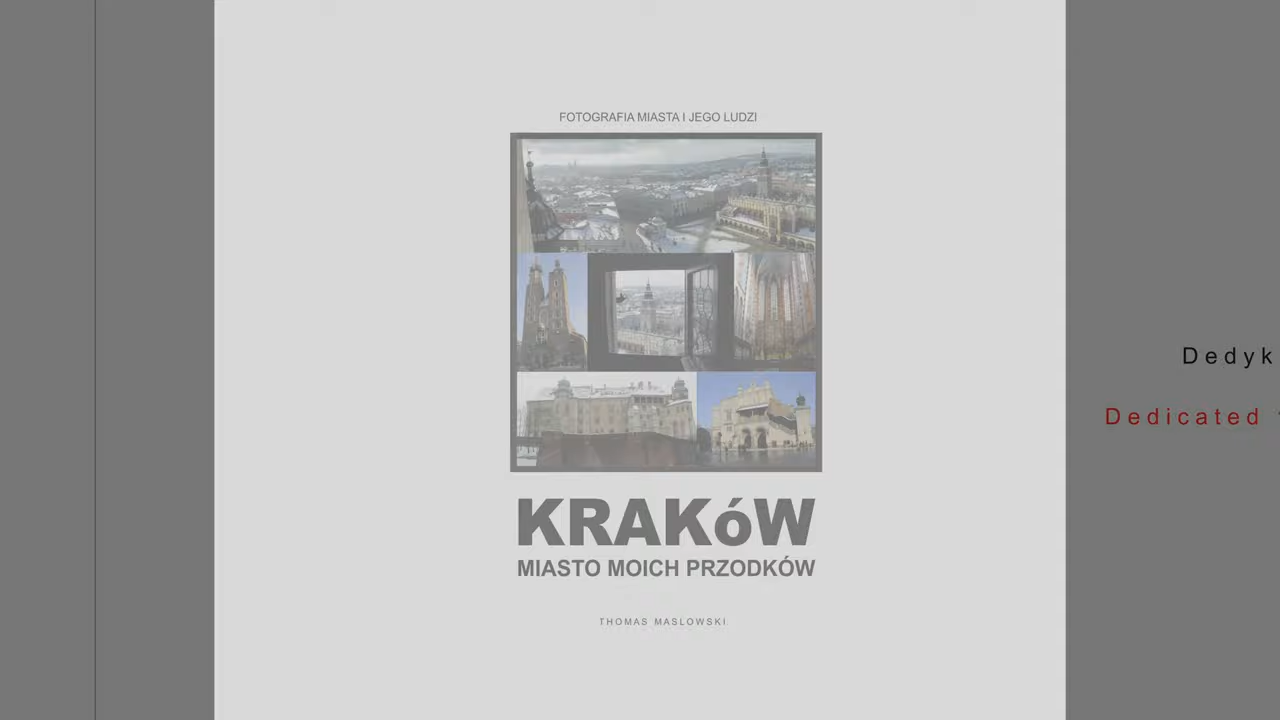 FOTOGRAFIA MIASTA I JEGO LUDZI
KRAKóW
MIASTO MOICH PRZODKÓW
THOMAS MASLOWSKI
Dedyk
Dedicated